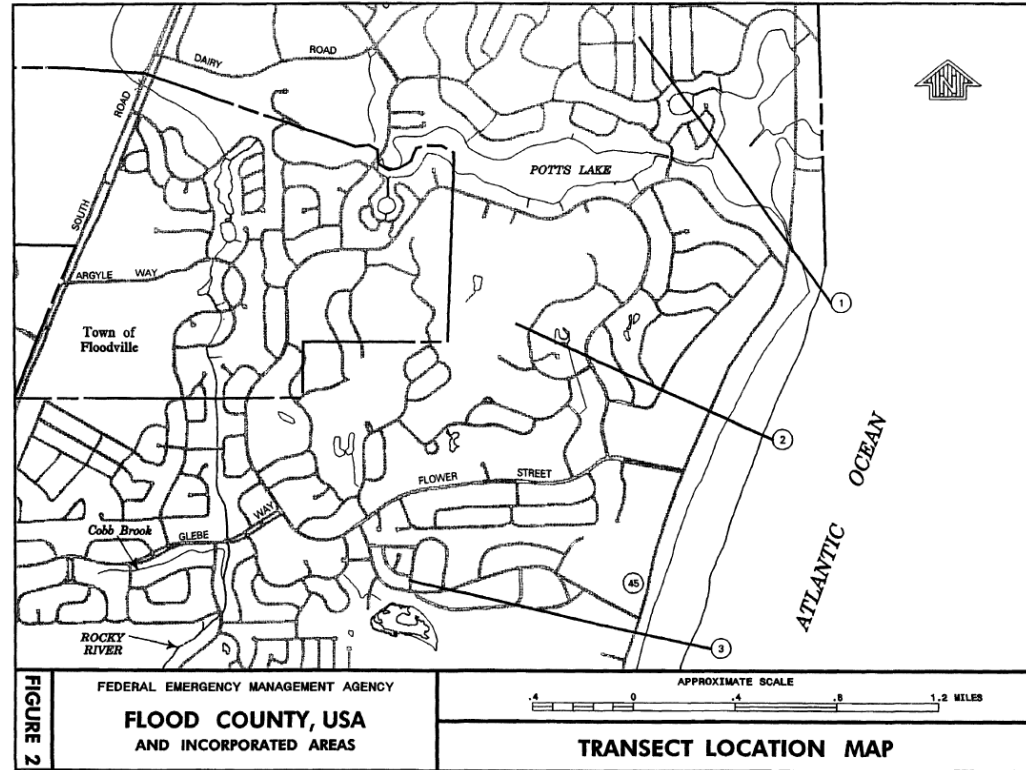 DAIRY ROAD
N
SOUTH ROAD
POTTS LAKE
ARGYLE WAY
Town of
Floodville
1
2
ATLANTIC OCEAN
FLOWER STREET
Cobb Brook
GLEBE WAY
45
ROCKY
RIVER
3
FIGURE 2
FEDERAL EMERGENCY MANAGEMENT AGENCY
FLOOD COUNTY, USA
AND INCORPORATED AREAS
APPROXIMATE SCALE
.4 0 .4 .8 1.2 MILES
TRANSECT LOCATION MAP